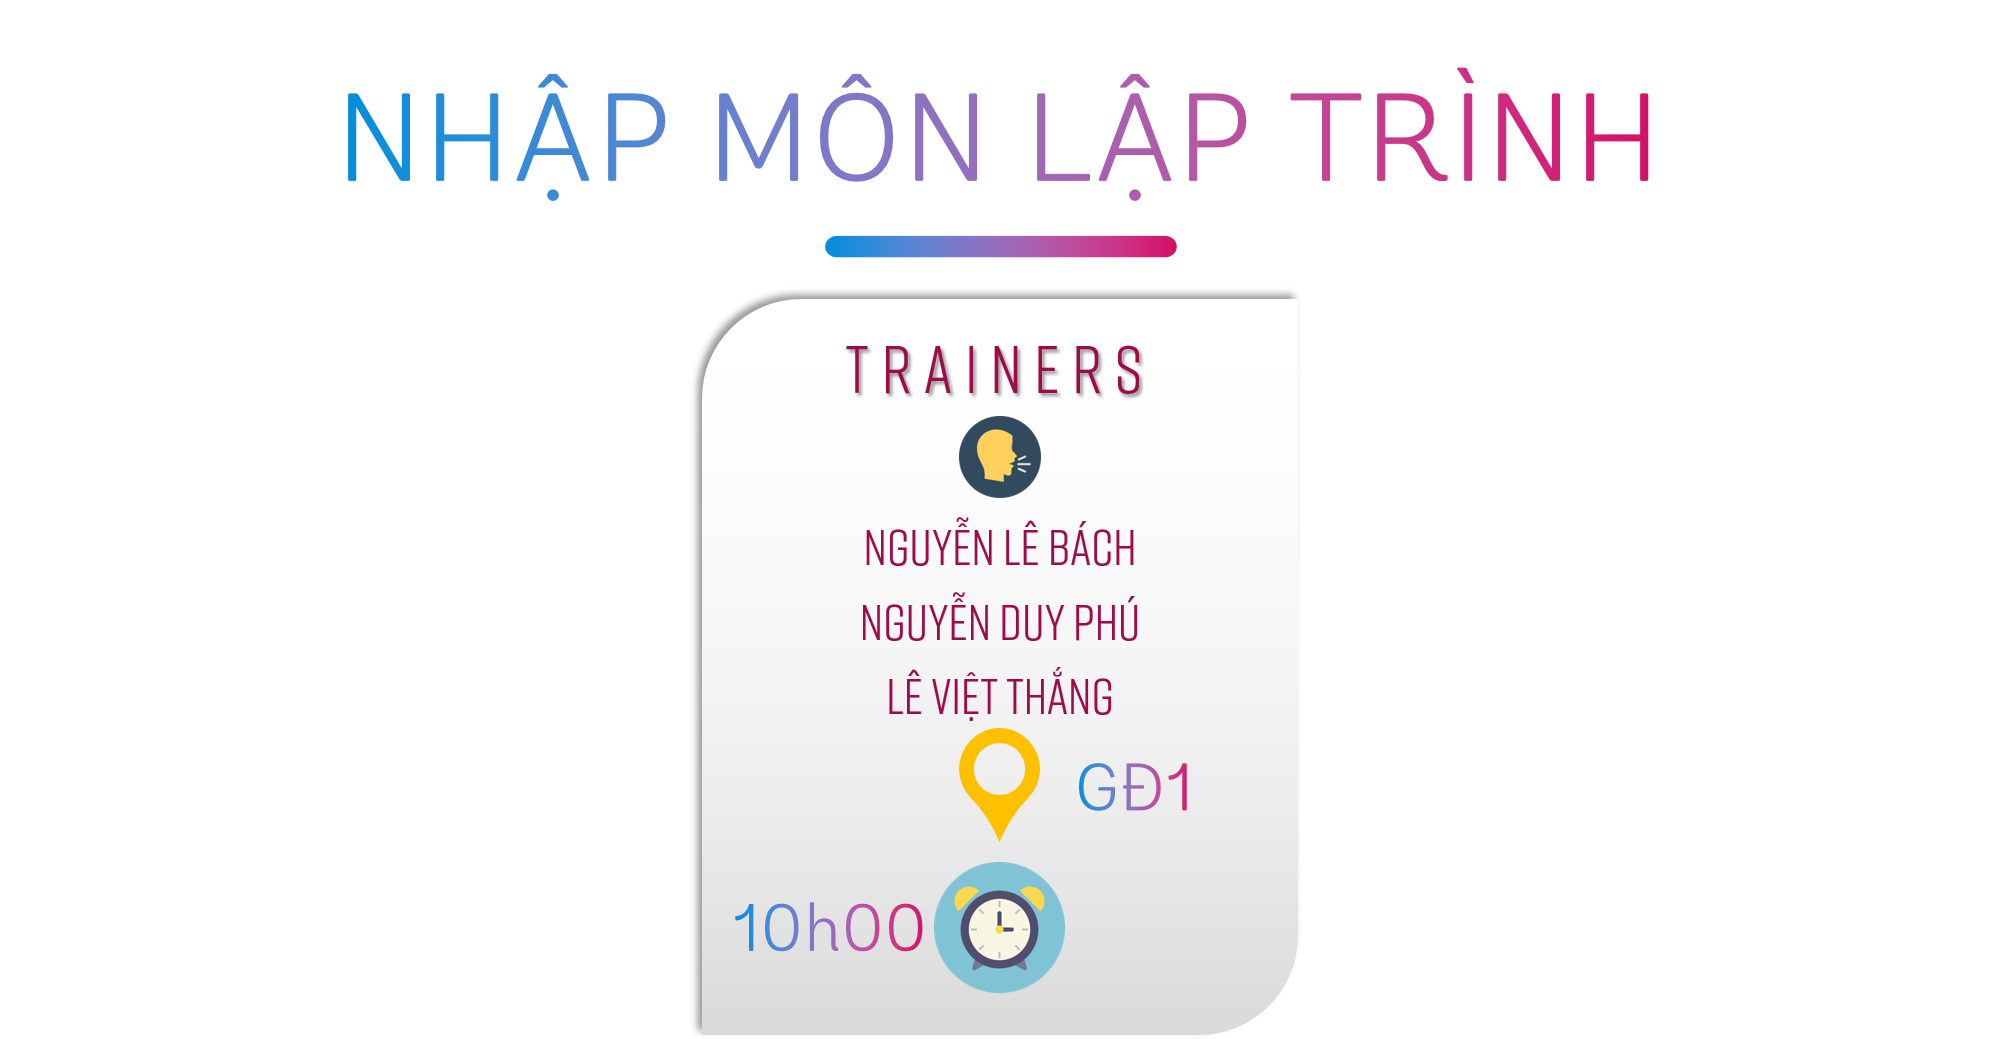 NHẬP MÔN LẬP TRÌNH
TRAINERS
NGUYỄN LÊ BÁCH
NGUYỄN DUY PHÚ
LÊ VIỆT THẮNG
GĐ1
10h00